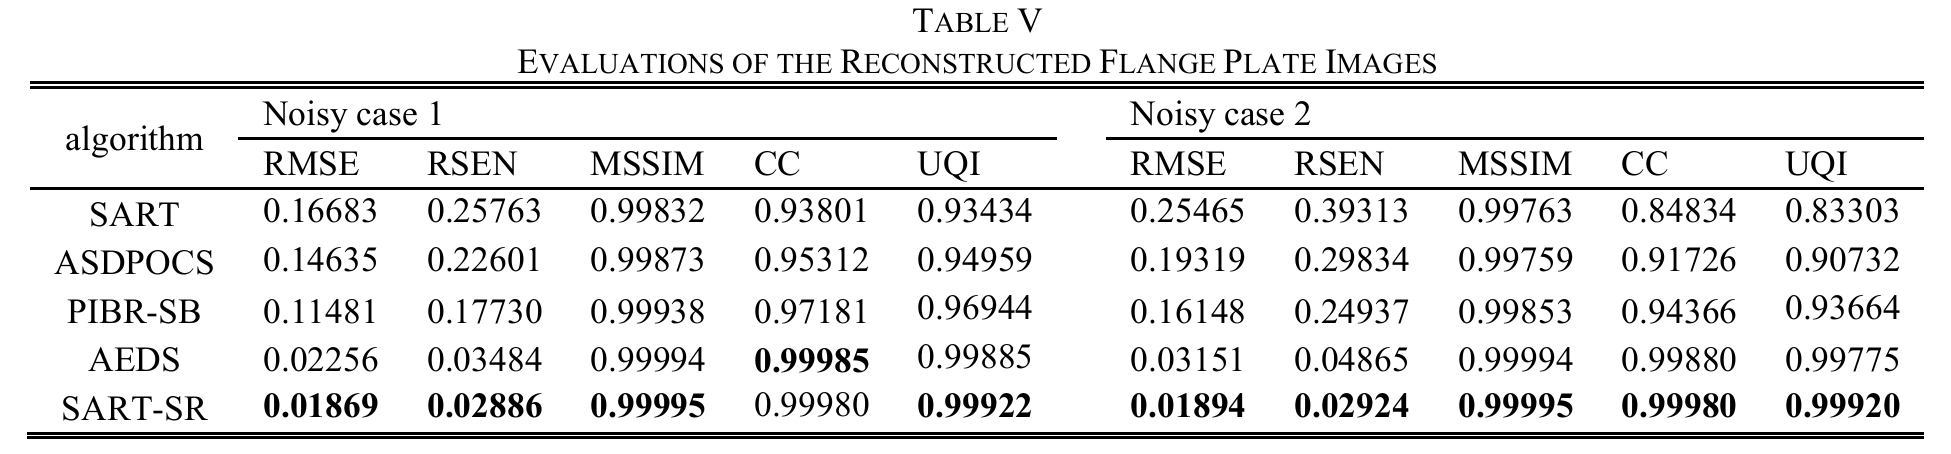 TABLE V
EVALUATIONS OF THE RECONSTRUCTED FLANGE PLATE IMAGES
algorithm Noisy case 1 Noisy case 2
RMSE RSEN MSSIM CC UQI RMSE RSEN MSSIM CC UQI
SART 0.16683 0.25763 0.99832 0.93801 0.93434 0.25465 0.39313 0.99763 0.84834 0.83303
ASDPOCS 0.14635 0.22601 0.99873 0.95312 0.94959 0.19319 0.29834 0.99759 0.91726 0.90732
PIBR-SB 0.11481 0.17730 0.99938 0.97181 0.96944 0.16148 0.24937 0.99853 0.94366 0.93664
AEDS 0.02256 0.03484 0.99994 0.99985 0.99885 0.03151 0.04865 0.99994 0.99880 0.99775
SART-SR 0.01869 0.02886 0.99995 0.99980 0.99922 0.01894 0.02924 0.99995 0.99980 0.99920